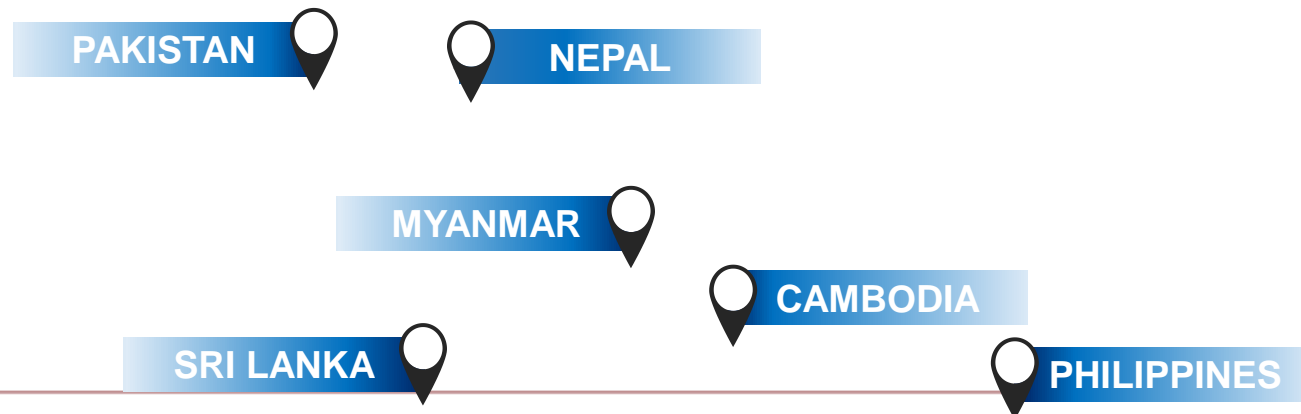 PAKISTAN
NEPAL
MYANMAR
CAMBODIA
SRI LANKA
PHILIPPINES